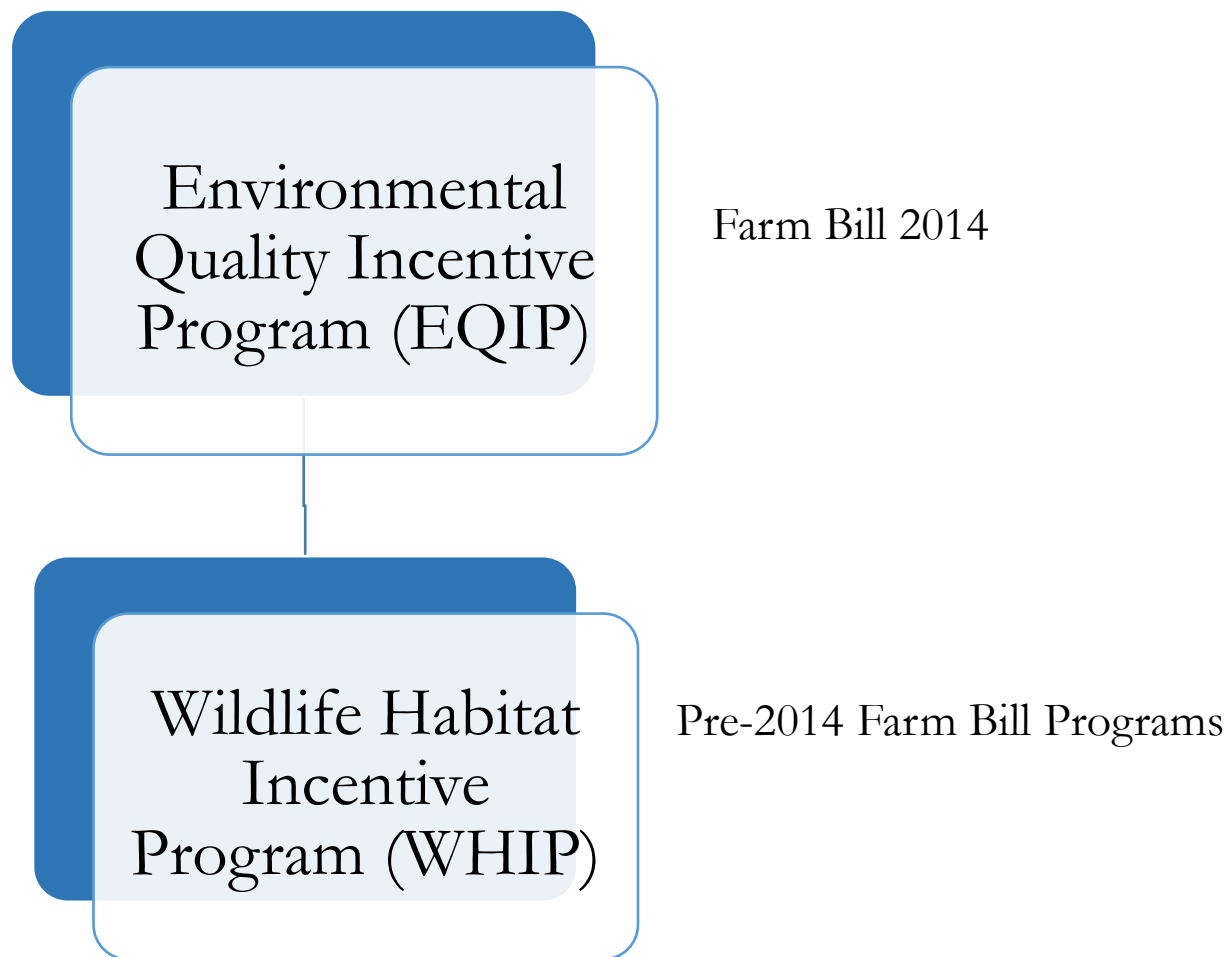 Environmental
Quality Incentive
Program (EQIP)
Farm Bill 2014
Wildlife Habitat
Incentive
Program (WHIP)
Pre-2014 Farm Bill Programs